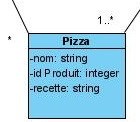 1..*
*
Pizza
-nom: string
-id Produit: integer
-recette: string